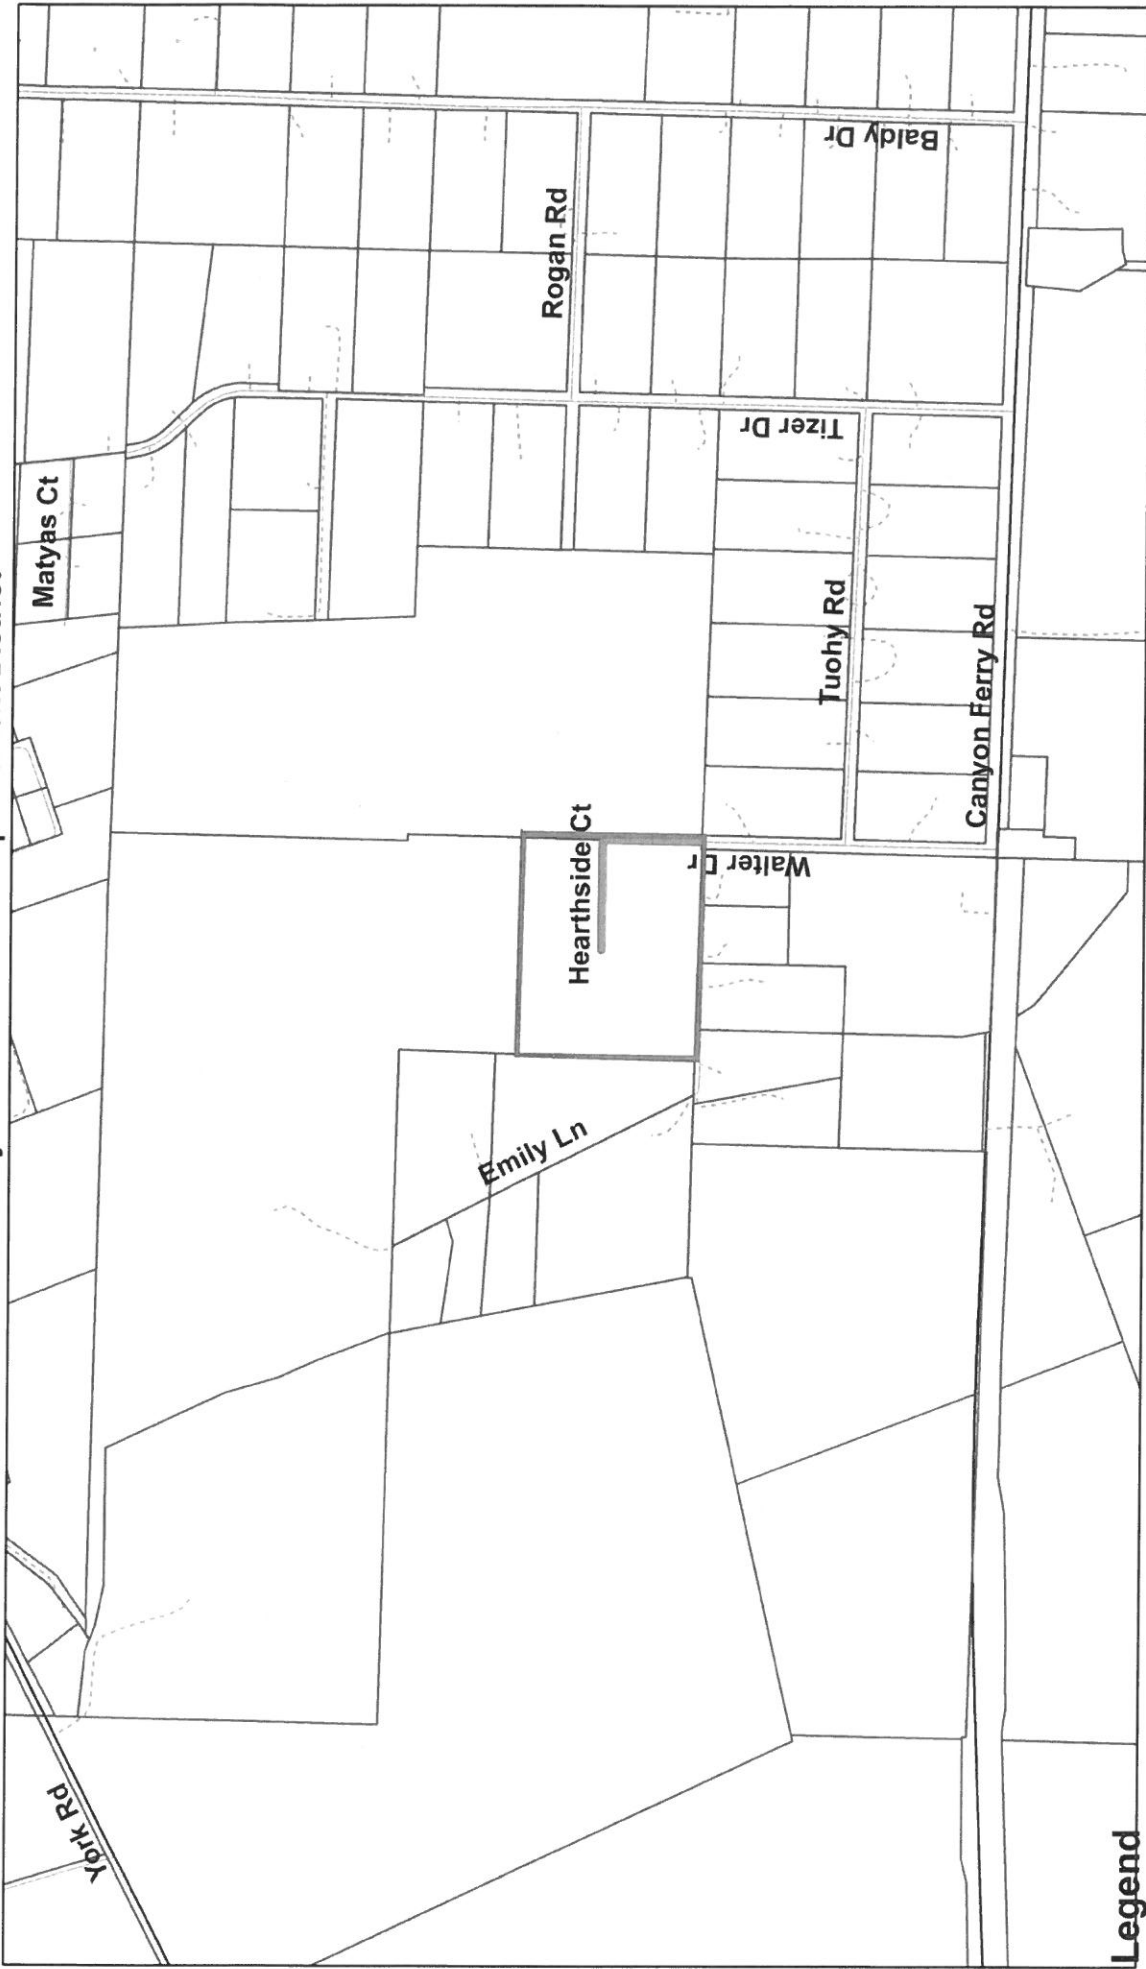 Matyas Ct
Rogan Rd
Baldy Dr
Tizer Dr
Tuohy Rd
Canyon Ferry Rd
Hearthside Ct
Walter Dr
Emily Ln
York Rd
Legend